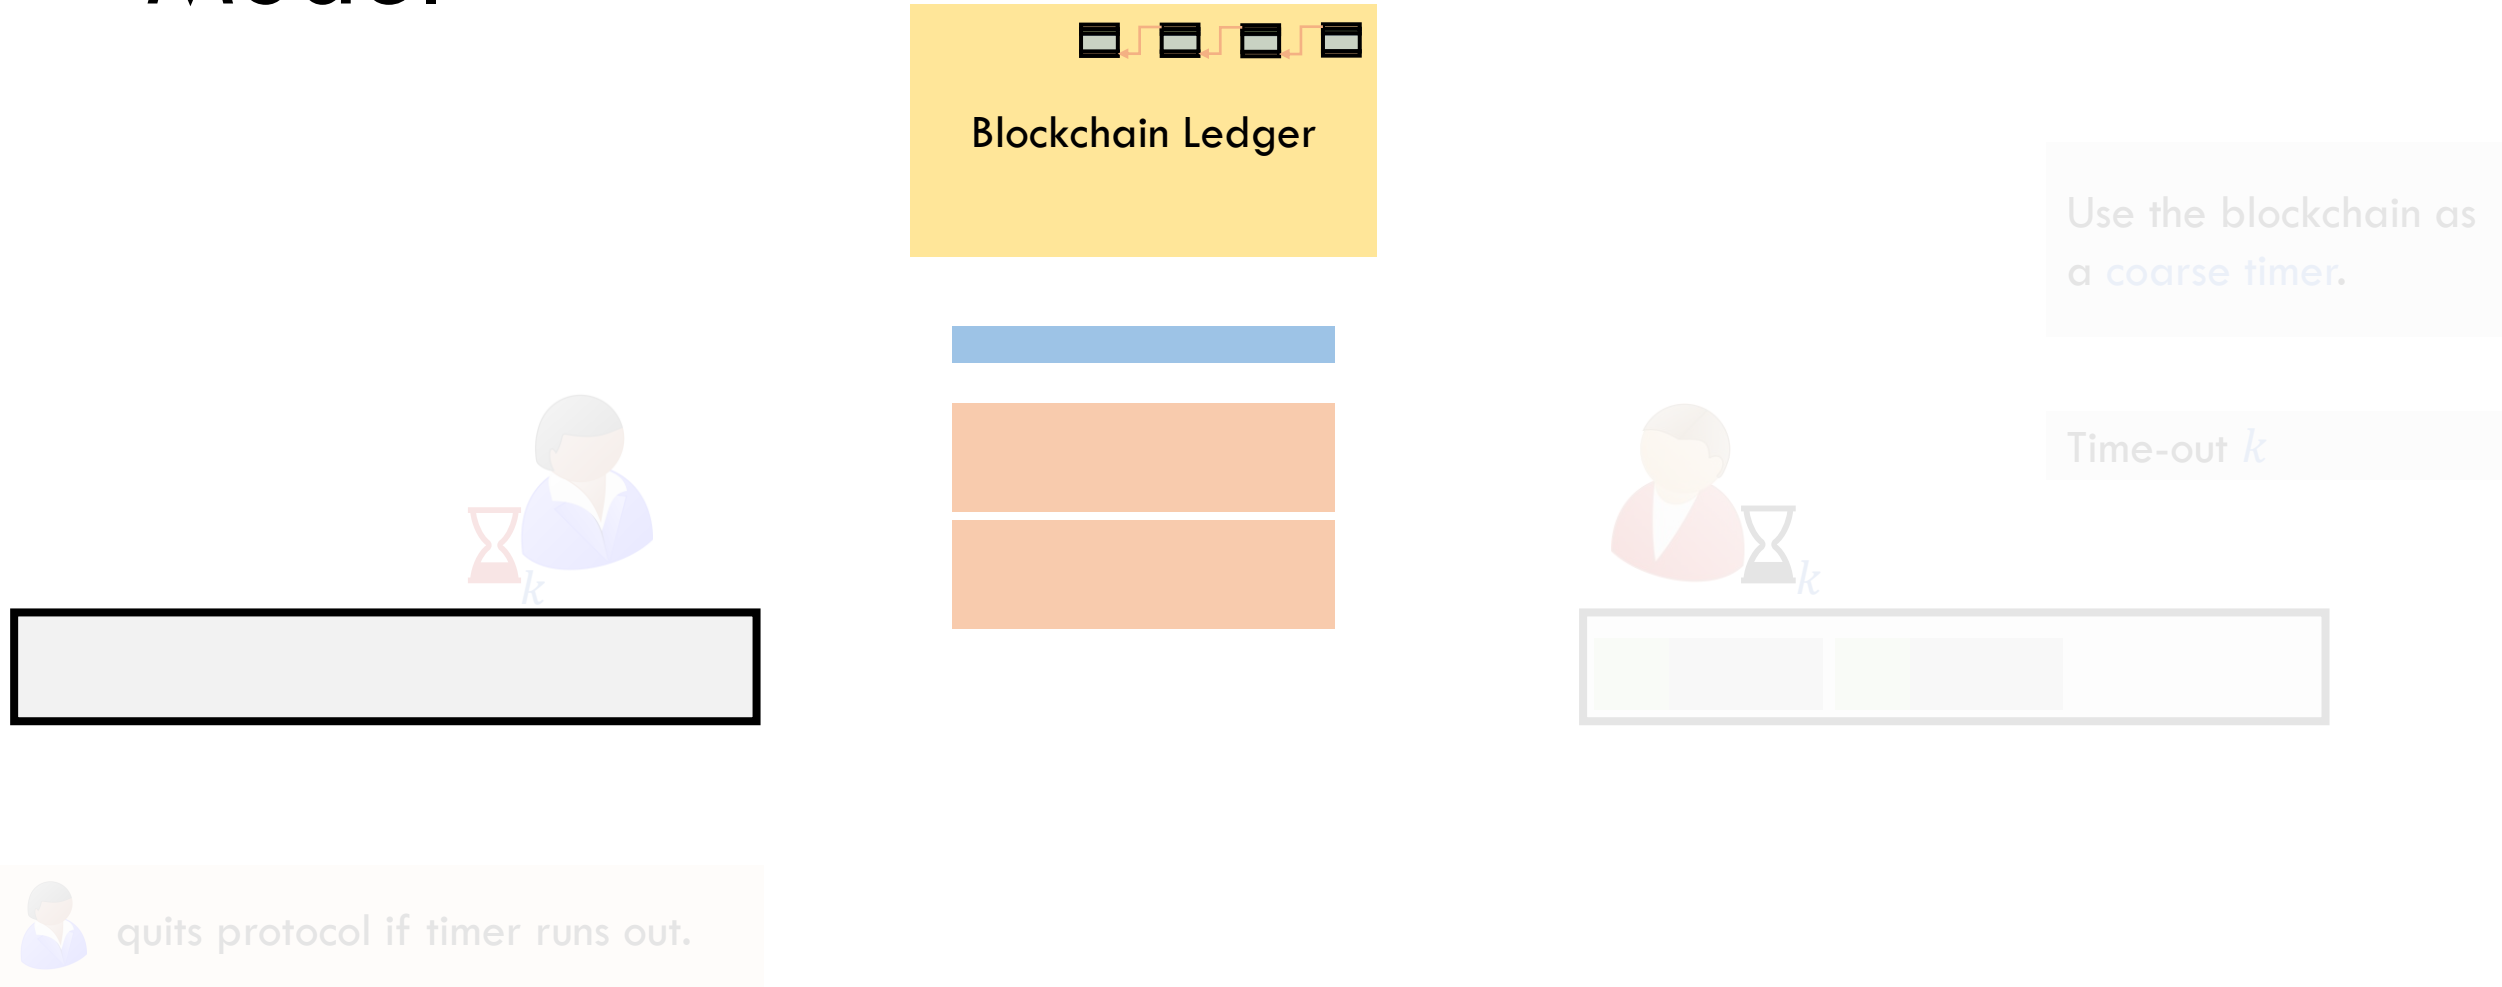 Blockchain Ledger
Use the blockchain as
a coarse timer.
Time-out k
k
k
quits protocol if timer runs out.